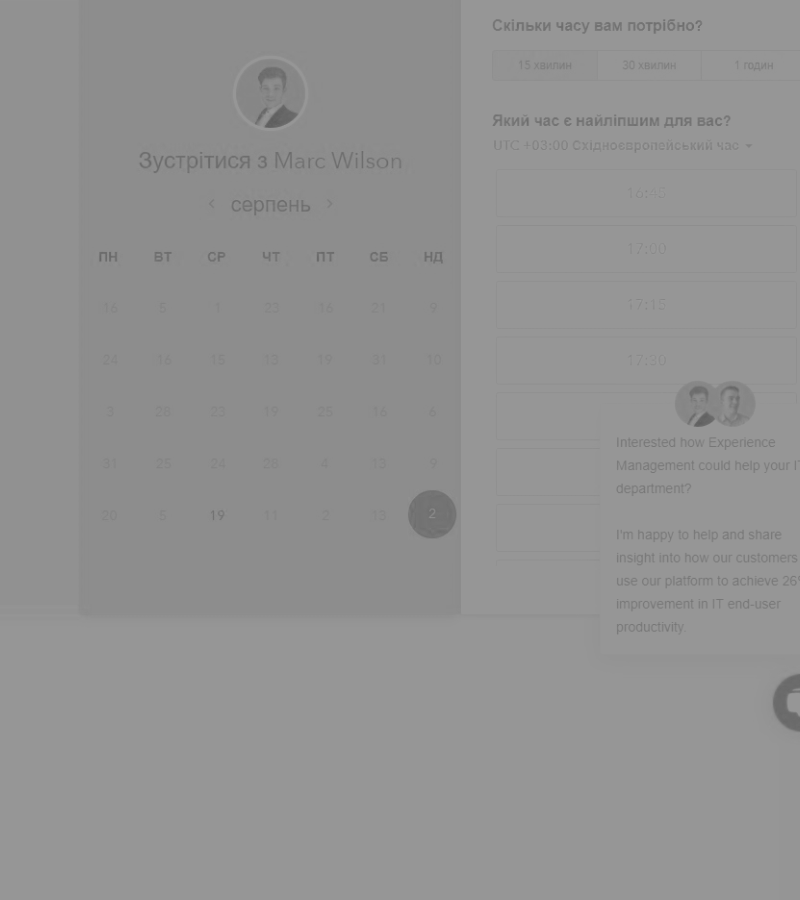 Зустрітися з Marc Wilson
‹ серпень ›
ПН ВТ СР ЧТ ПТ СБ НД
16 5 1 23 16 21 9
24 16 15 13 19 31 10
3 28 23 19 25 16 6
31 25 24 26 4 13 9
20 5 19 11 2 13 2
Скільки часу вам потрібно?
15 хвилин 30 хвилин 1 годин
Який час є найліпшим для вас?
UTC +03:00 Східноєвропейський час
16:45
17:00
17:15
17:30
Interested how Experience
Management could help your IT
department?
I'm happy to help and share
insight into how our customers
use our platform to achieve 26%
improvement in IT end-user
productivity.